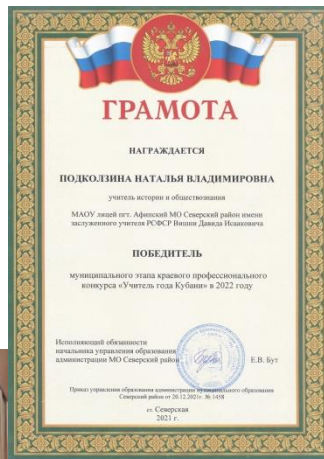 ГРАМОТА
НАГРАЖДАЕТСЯ
ПОДКОЛЗИНА НАТАЛЬЯ ВЛАДИМИРОВНА
учитель истории и обществознания
МАОУ лицей пгт. Афипский МО Северский район имени
заслуженного учителя РСФСР Вишни Давида Исааковича
ПОБЕДИТЕЛЬ
муниципального этапа краевого профессионального
конкурса «Учитель года Кубани» в 2022 году
Исполняющий обязанности
начальника управления образования
администрации МО Северский район
Е.В. Бут
Приказ управления образования администрации муниципального образования
Северский район от 20.12.2021г. № 1458
ст. Северская
2021 г.